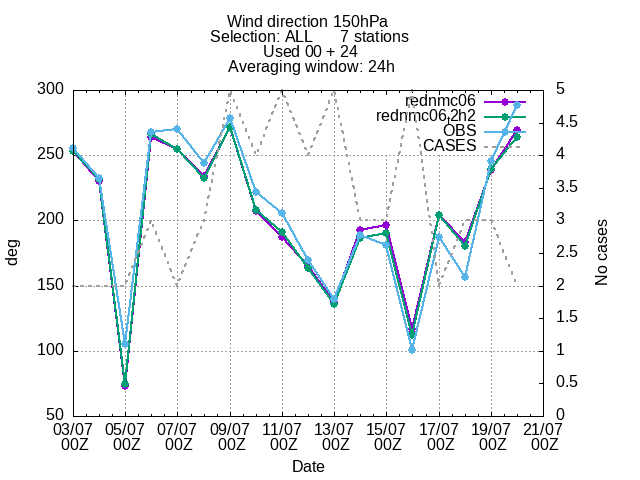 Wind direction 150hPa
Selection: ALL 7 stations
Used 00 + 24
Averaging window: 24h
rednmc06
rednmc06.2h2
OBS
CASES
300
250
200
150
100
50
deg
5
4.5
4
3.5
3
2.5
2
1.5
1
0.5
0
No cases
03/07 05/07 07/07 09/07 11/07 13/07 15/07 17/07 19/07 21/07
00Z 00Z 00Z 00Z 00Z 00Z 00Z 00Z 00Z 00Z
Date